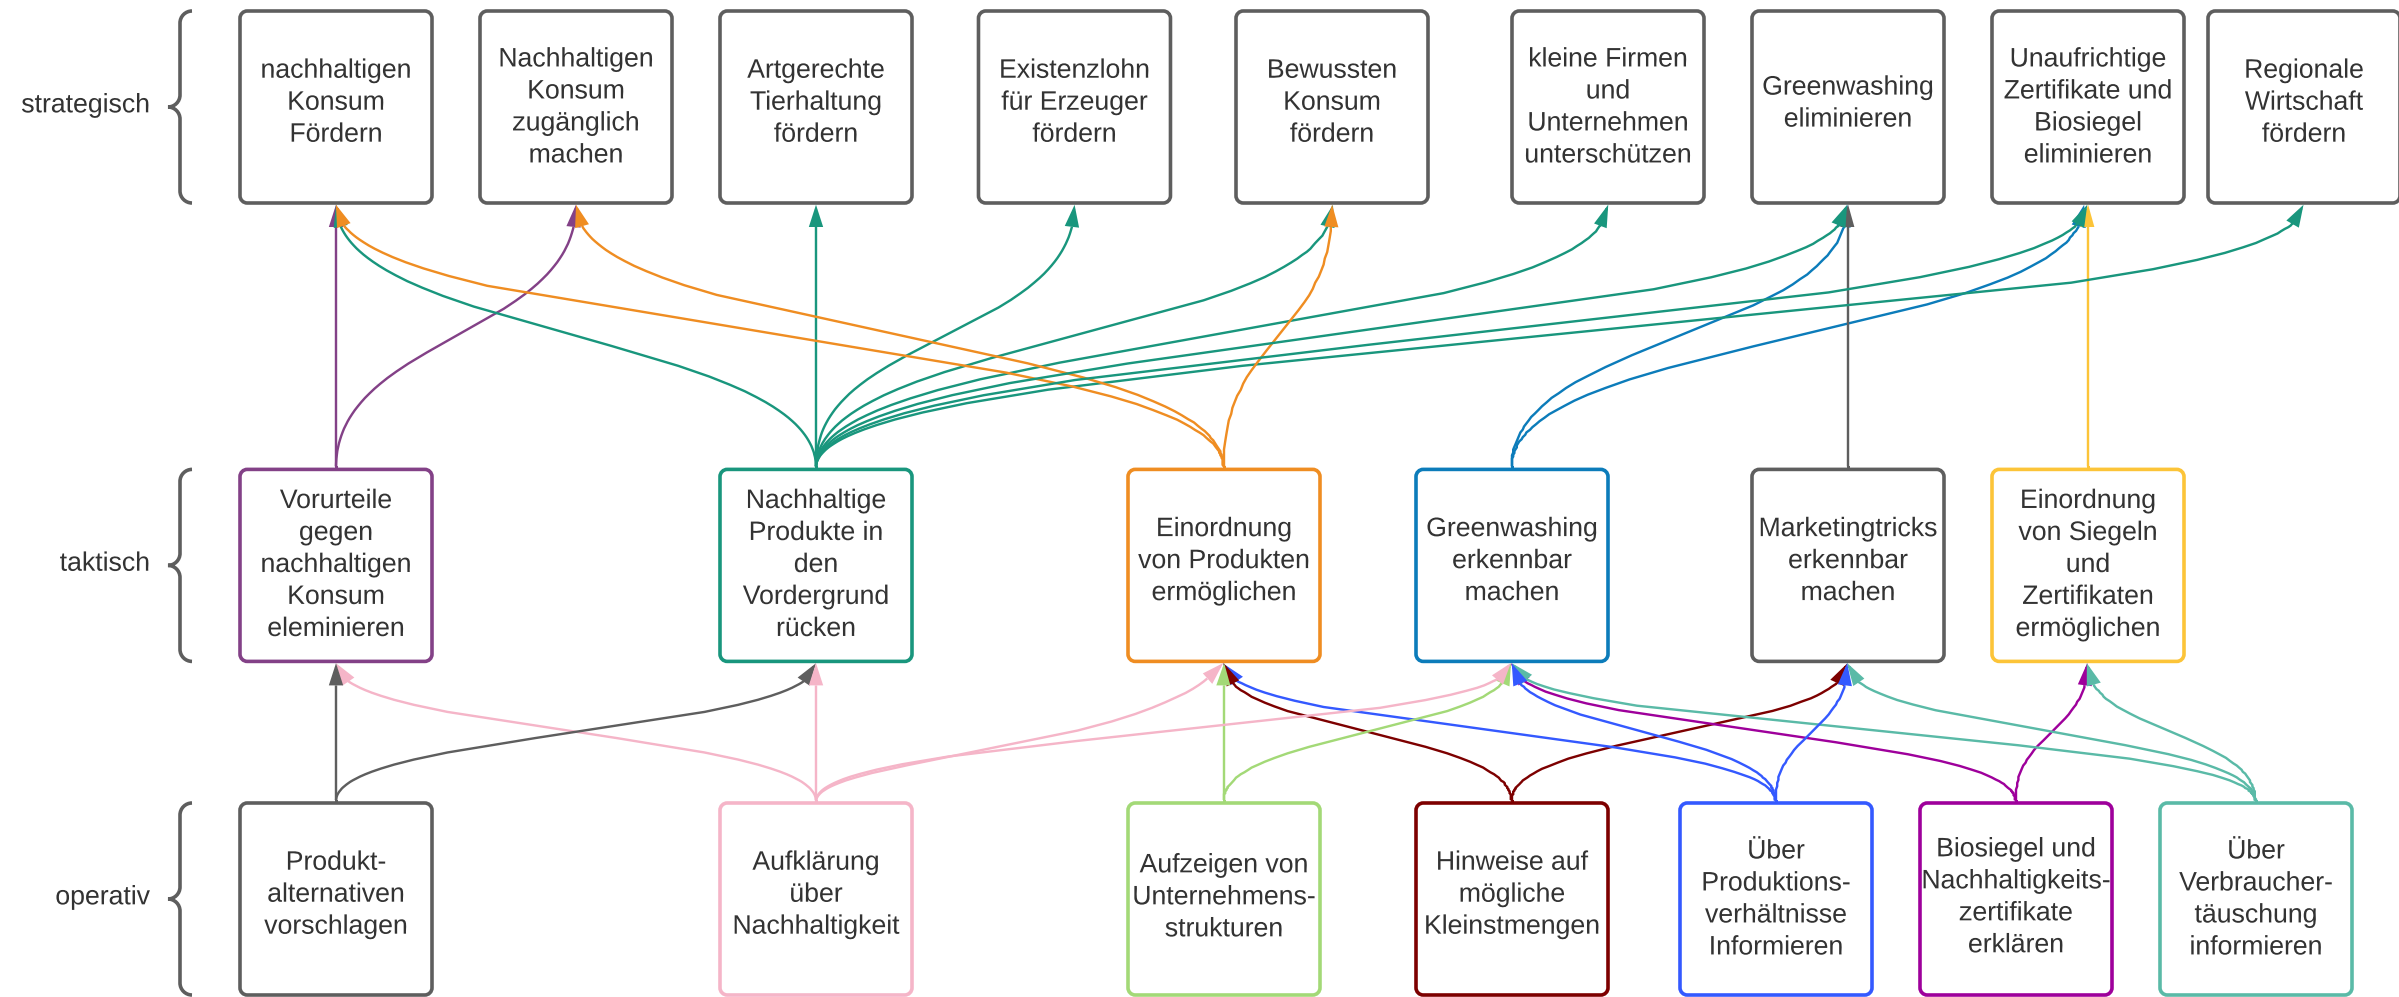 strategisch
nachhaltigen
Konsum
Fördern
Nachhaltigen
Konsum
zugänglich
machen
Artgerechte
Tierhaltung
fördern
Existenzlohn
für Erzeuger
fördern
Bewussten
Konsum
fördern
kleine Firmen
und
Unternehmen
unterschützen
Greenwashing
eliminieren
Unaufrichtige
Zertifikate und
Biosiegel
eliminieren
Regionale
Wirtschaft
fördern
taktisch
Vorurteile
gegen
nachhaltigen
Konsum
eleminieren
Nachhaltige
Produkte in
den
Vordergrund
rücken
Einordnung
von Produkten
ermöglichen
Greenwashing
erkennbar
machen
Marketingtricks
erkennbar
machen
Einordnung
von Siegeln
und
Zertifikaten
ermöglichen
operativ
Produkt-
alternativen
vorschlagen
Aufklärung
über
Nachhaltigkeit
Aufzeigen von
Unternehmens-
strukturen
Hinweise auf
mögliche
Kleinstmengen
Über
Produktions-
verhältnisse
Informieren
Biosiegel und
Nachhaltigkeits-
zertifikate
erklären
Über
Verbraucher-
täuschung
informieren